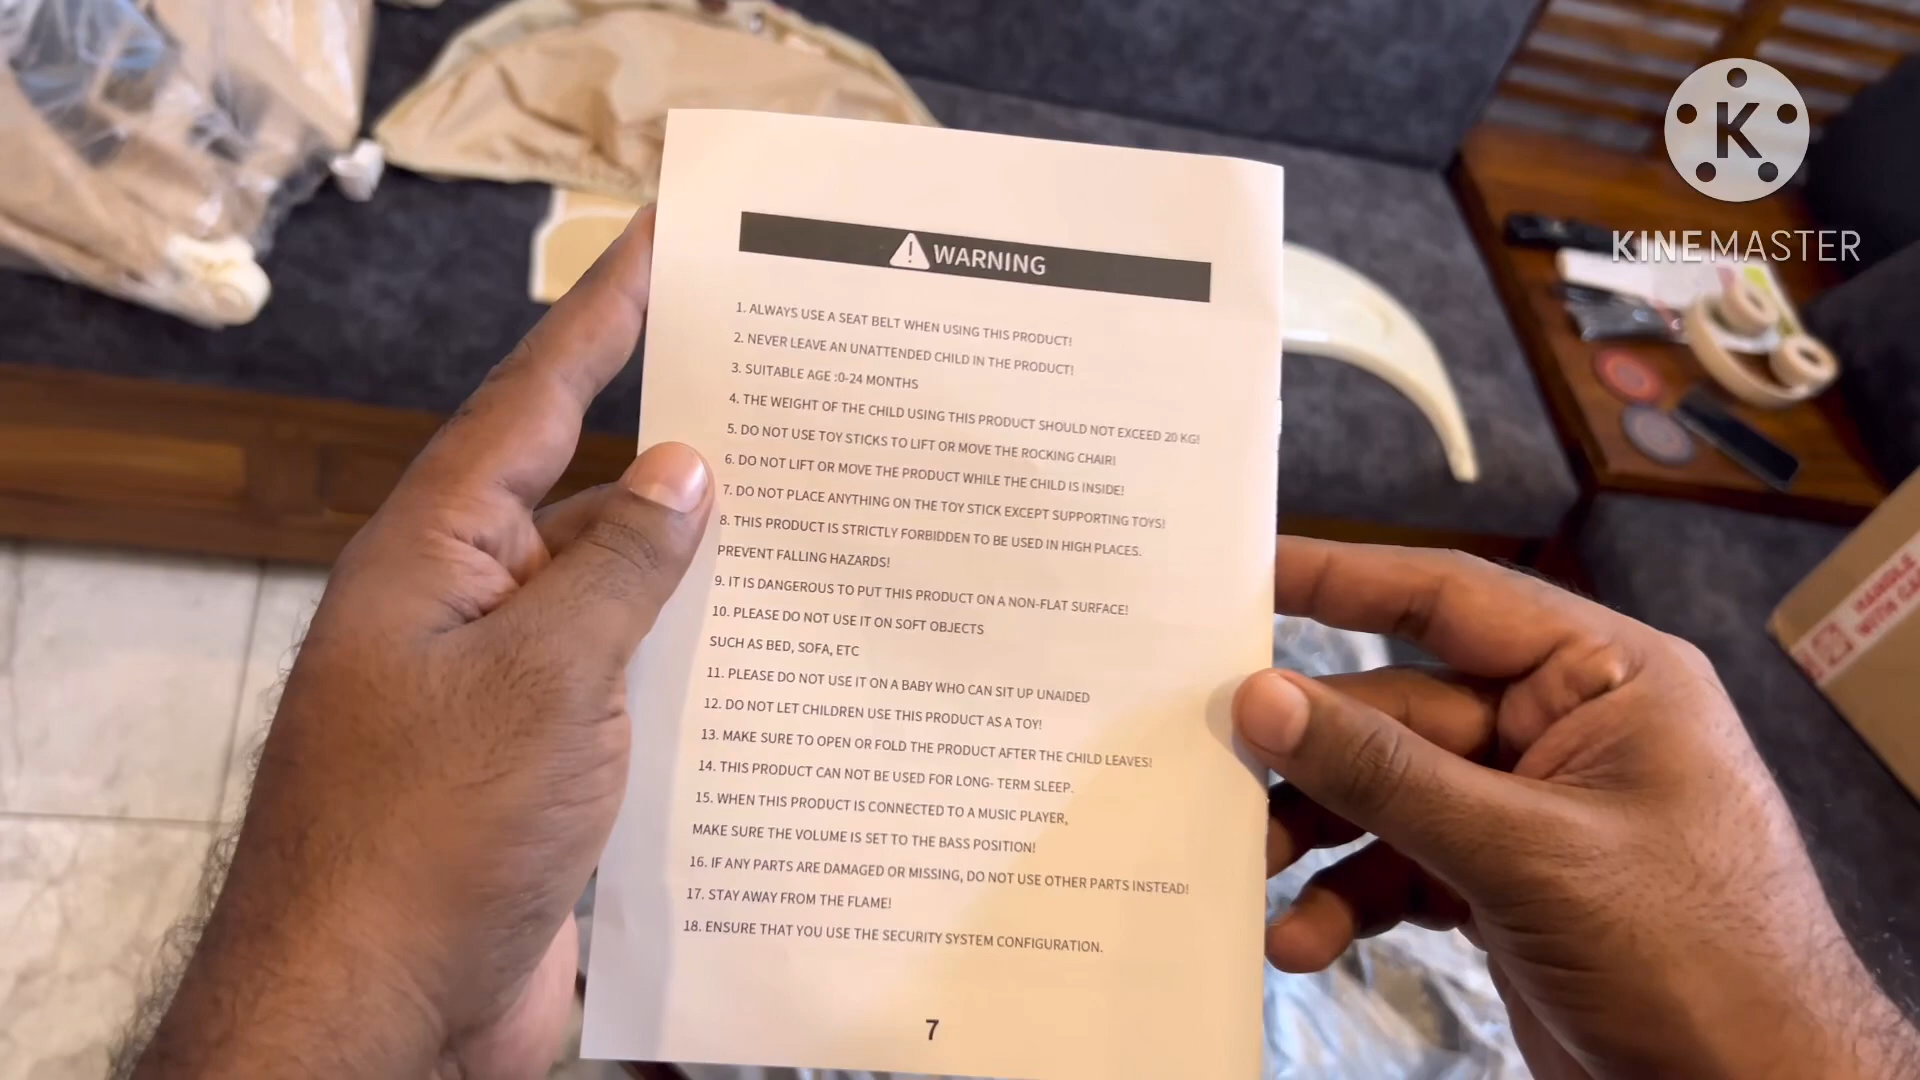 K
KINEMASTER
WARNING
1. ALWAYS USE A SEAT BELT WHEN USING THIS PRODUCT!
2. NEVER LEAVE AN UNATTENDED CHILD IN THE PRODUCT!
3. SUITABLE AGE :0-24 MONTHS
4. THE WEIGHT OF THE CHILD USING THIS PRODUCT SHOULD NOT EXCEED 20 KG!
5. DO NOT USE TOY STICKS TO LIFT OR MOVE THE ROCKING CHAIR!
6. DO NOT LIFT OR MOVE THE PRODUCT WHILE THE CHILD IS INSIDE!
7. DO NOT PLACE ANYTHING ON THE TOY STICK EXCEPT SUPPORTING TOYS!
8. THIS PRODUCT IS STRICTLY FORBIDDEN TO BE USED IN HIGH PLACES.
PREVENT FALLING HAZARDS!
9. IT IS DANGEROUS TO PUT THIS PRODUCT ON A NON-FLAT SURFACE!
10. PLEASE DO NOT USE IT ON SOFT OBJECTS
SUCH AS BED, SOFA, ETC
11. PLEASE DO NOT USE IT ON A BABY WHO CAN SIT UP UNAIDED
12. DO NOT LET CHILDREN USE THIS PRODUCT AS A TOY!
13. MAKE SURE TO OPEN OR FOLD THE PRODUCT AFTER THE CHILD LEAVES!
14. THIS PRODUCT CAN NOT BE USED FOR LONG- TERM SLEEP.
15. WHEN THIS PRODUCT IS CONNECTED TO A MUSIC PLAYER,
MAKE SURE THE VOLUME IS SET TO THE BASS POSITION!
16. IF ANY PARTS ARE DAMAGED OR MISSING, DO NOT USE OTHER PARTS INSTEAD!
17. STAY AWAY FROM THE FLAME!
18. ENSURE THAT YOU USE THE SECURITY SYSTEM CONFIGURATION.
7
HANDLE
WITH CA